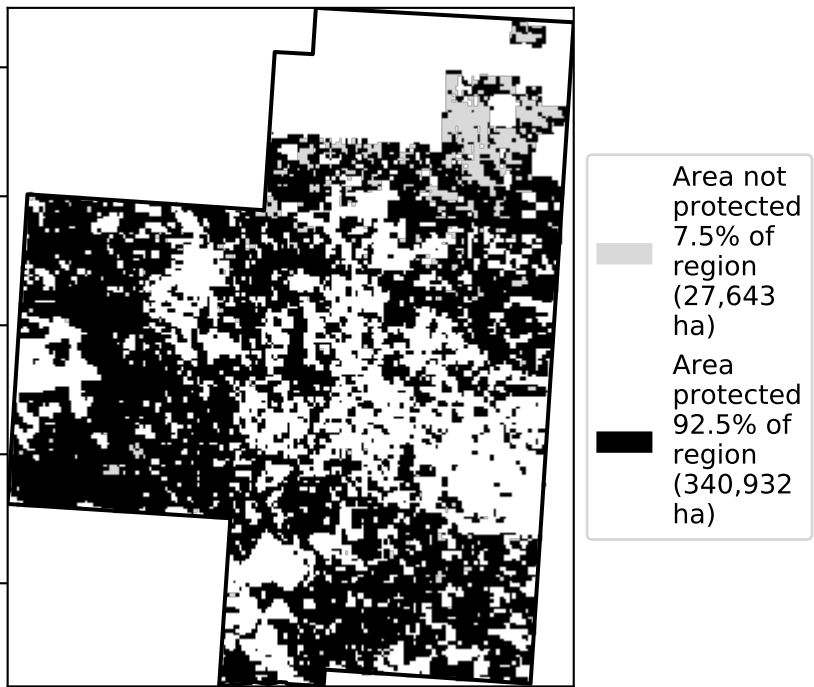 Area not
protected
7.5% of
region
(27,643
ha)
Area
protected
92.5% of
region
(340,932
ha)